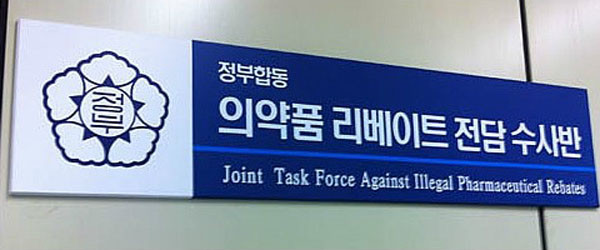 정부
정부합동
의약품 리베이트 전담 수사반
Joint Task Force Against Illegal Pharmaceutical Rebates